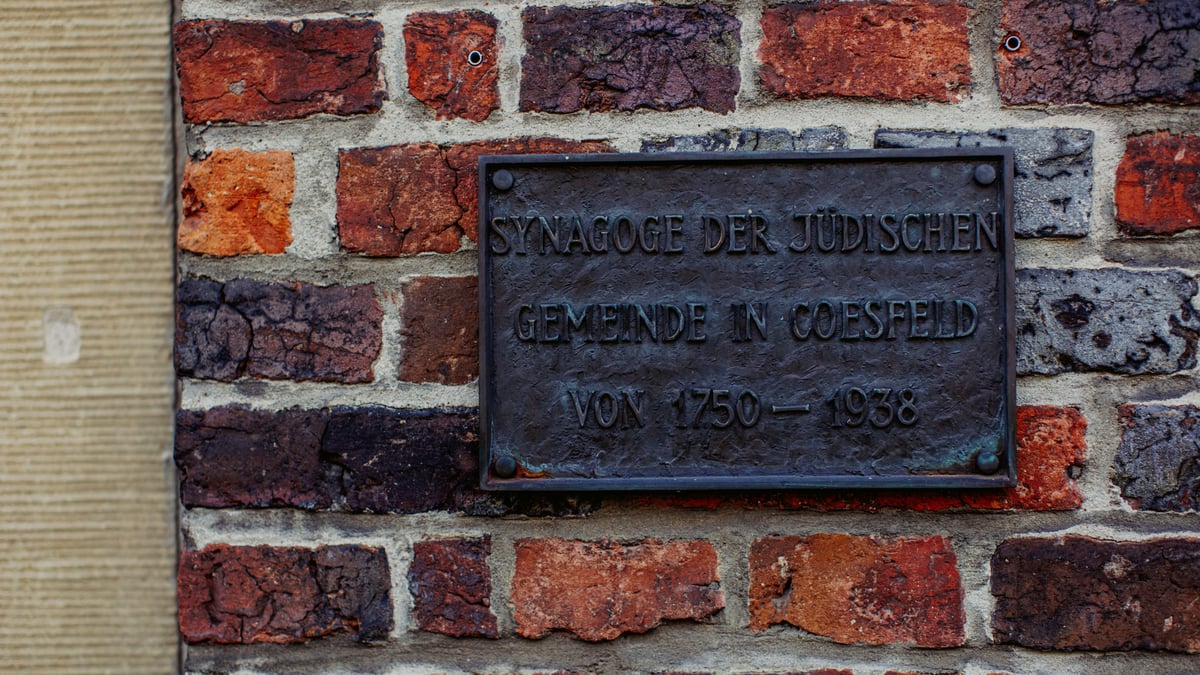 SYNAGOGE DER JÜDISCHEN
GEMEINDE IN COESFELD
VON 1750 — 1938